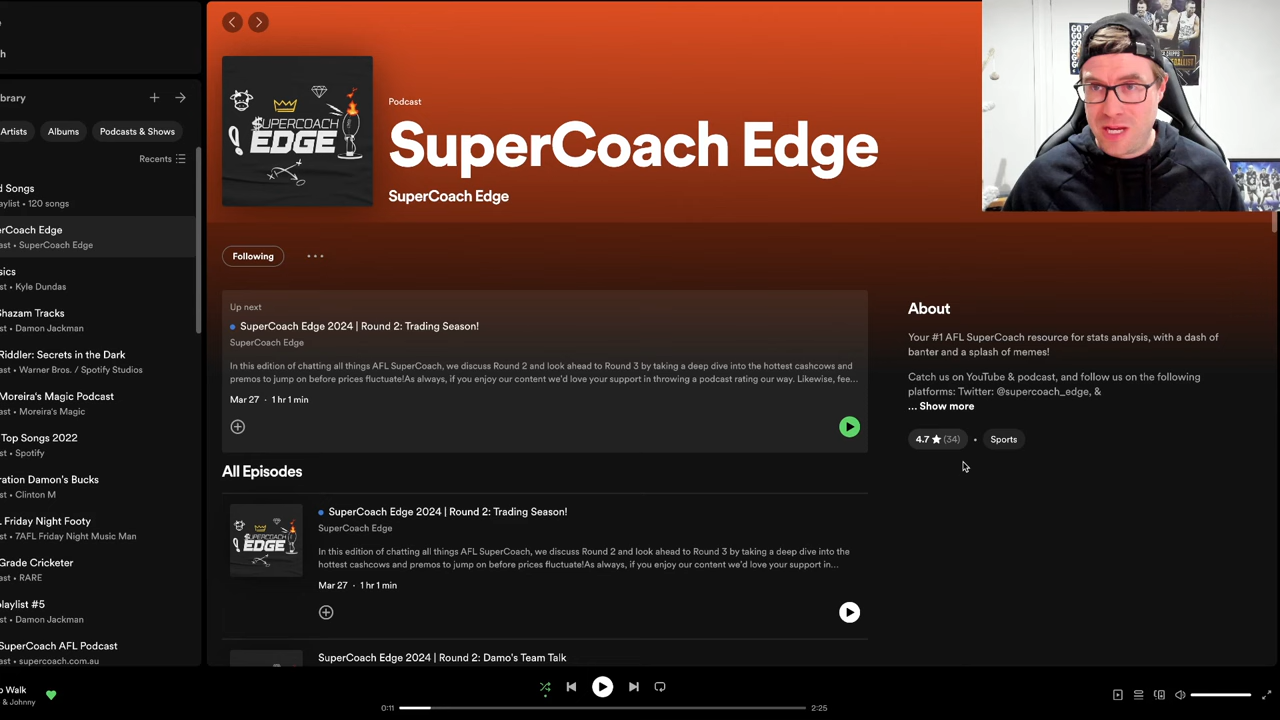 h
ibrary
Artists
Albums
Podcasts & Shows
Recents
d Songs
aylist • 120 songs
erCoach Edge
ast • SuperCoach Edge
sics
• Kyle Dundas
Shazam Tracks
• Damon Jackman
Riddler: Secrets in the Dark
ast • Warner Bros. / Spotify Studios
Moreira's Magic Podcast
ast • Moreira's Magic
Top Songs 2022
• Spotify
ration Damon's Bucks
• Clinton M
Friday Night Footy
• 7AFL Friday Night Music Man
Grade Cricketer
ast • RARE
laylist #5
• Damon Jackman
SuperCoach AFL Podcast
ast • supercoach.com.au
p Walk
& Johnny
SUPERCOACH
EDGE
Podcast
SuperCoach Edge
SuperCoach Edge
Following
Up next
SuperCoach Edge 2024 | Round 2: Trading Season!
SuperCoach Edge
In this edition of chatting all things AFL SuperCoach, we discuss Round 2 and look ahead to Round 3 by taking a deep dive into the hottest cashcows and
premos to jump on before prices fluctuate!As always, if you enjoy our content we'd love your support in throwing a podcast rating our way. Likewise, fee...
Mar 27 • 1 hr 1 min
All Episodes
SUPERCOACH
EDGE
SuperCoach Edge 2024 | Round 2: Trading Season!
SuperCoach Edge
In this edition of chatting all things AFL SuperCoach, we discuss Round 2 and look ahead to Round 3 by taking a deep dive into the
hottest cashcows and premos to jump on before prices fluctuate!As always, if you enjoy our content we'd love your support in...
Mar 27 • 1 hr 1 min
SuperCoach Edge 2024 | Round 2: Damo's Team Talk
About
Your #1 AFL SuperCoach resource for stats analysis, with a dash of
banter and a splash of memes!
Catch us on YouTube & podcast, and follow us on the following
platforms: Twitter: @supercoach_edge, &
... Show more
4.7 ★ (34) • Sports
0:11
2:25